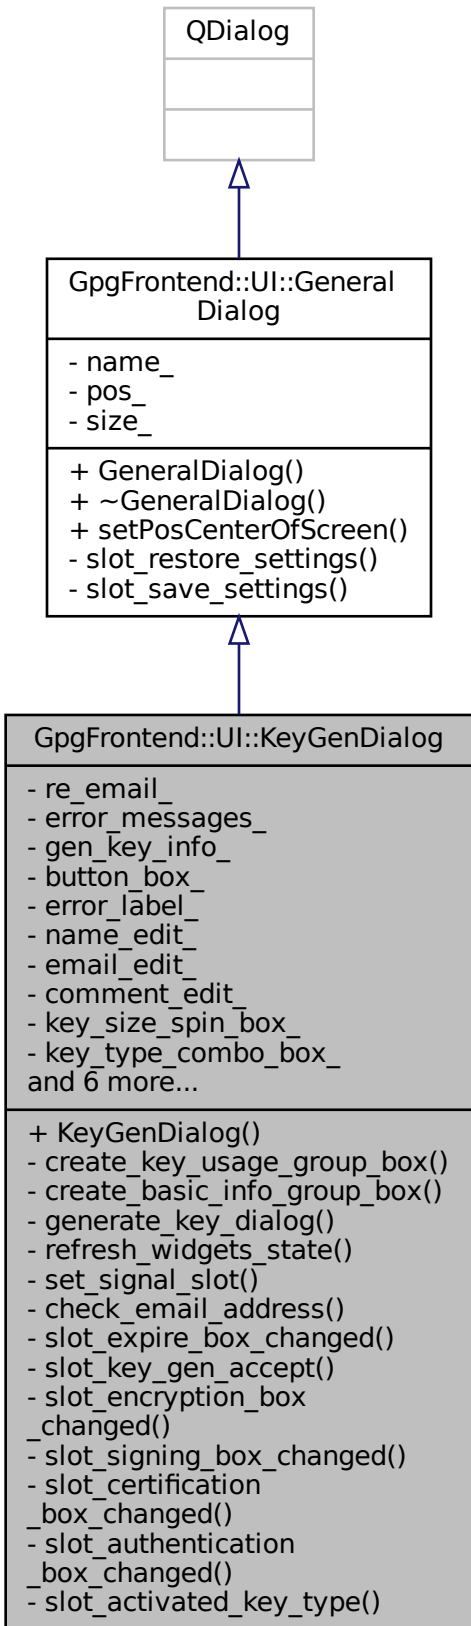 QDialog
GpgFrontend::UI::General
Dialog
- name_
- pos_
- size_
+ GeneralDialog()
+ ~GeneralDialog()
+ setPosCenterOfScreen()
- slot_restore_settings()
- slot_save_settings()
GpgFrontend::UI::KeyGenDialog
- re_email_
- error_messages_
- gen_key_info_
- button_box_
- error_label_
- name_edit_
- email_edit_
- comment_edit_
- key_size_spin_box_
- key_type_combo_box_
and 6 more...
+ KeyGenDialog()
- create_key_usage_group_box()
- create_basic_info_group_box()
- generate_key_dialog()
- refresh_widgets_state()
- set_signal_slot()
- check_email_address()
- slot_expire_box_changed()
- slot_key_gen_accept()
- slot_encryption_box
_changed()
- slot_signing_box_changed()
- slot_certification
_box_changed()
- slot_authentication
_box_changed()
- slot_activated_key_type()